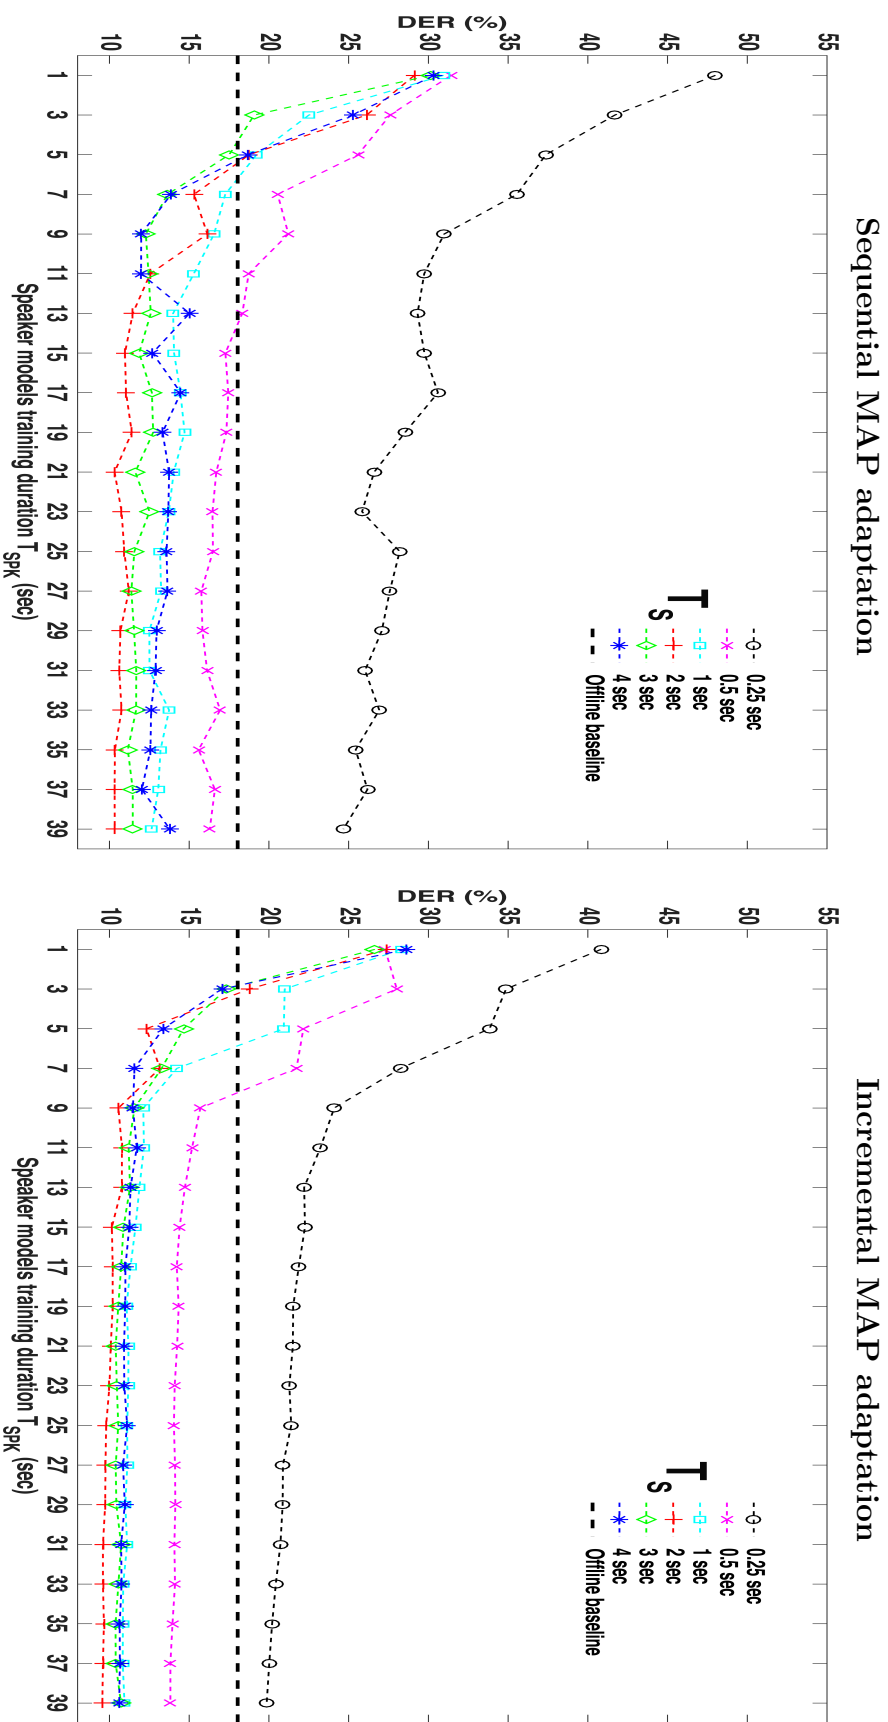 Sequential MAP adaptation
DER (%)
55
50
45
40
35
30
25
20
15
10
1 3 5 7 9 11 13 15 17 19 21 23 25 27 29 31 33 35 37 39
Speaker models training duration T_SPK (sec)
T_S
0.25 sec
0.5 sec
1 sec
2 sec
3 sec
4 sec
Offline baseline
Incremental MAP adaptation
DER (%)
55
50
45
40
35
30
25
20
15
10
1 3 5 7 9 11 13 15 17 19 21 23 25 27 29 31 33 35 37 39
Speaker models training duration T_SPK (sec)
T_S
0.25 sec
0.5 sec
1 sec
2 sec
3 sec
4 sec
Offline baseline